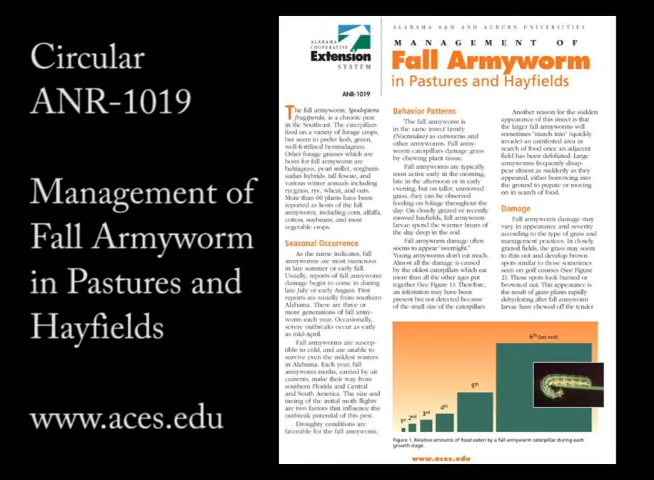 Circular
ANR-1019
Management of
Fall Armyworm
in Pastures and
Hayfields
www.aces.edu
ALABAMA
COOPERATIVE
Extension
SYSTEM
ANR-1019
ALABAMA A&M AND AUBURN UNIVERSITIES
MANAGEMENT OF
Fall Armyworm
in Pastures and Hayfields
The fall armyworm, Spodoptera
frugiperda, is a chronic pest
in the Southeast. The caterpillars
feed on a variety of forage crops,
but seem to prefer lush, green,
well-fertilized bermudagrass.
Other forage grasses which are
hosts for fall armyworms are
bahiagrass, pearl millet, sorghum
sudan hybrids, tall fescue, and
various winter annuals including
ryegrass, rye, wheat, and oats.
More than 60 plants have been
reported as hosts of the fall
armyworm, including corn, alfalfa,
cotton, soybeans, and most
vegetable crops.
Seasonal Occurrence
As the name indicates, fall
armyworms are most numerous
in late summer or early fall.
Usually, reports of fall armyworm
damage begin to come in during
late July or early August. First
reports are usually from southern
Alabama. There are three or
more generations of fall army-
worms each year. Occasionally,
severe outbreaks occur as early
as mid-April.
Fall armyworms are suscep-
tible to cold, and are unable to
survive even the mildest winters
in Alabama. Each year, fall
armyworm moths, carried by air
currents, make their way from
southern Florida and Central
and South America. The size and
timing of the initial moth flights
are two factors that influence the
outbreak potential of this pest.
Droughty conditions are
favorable for the fall armyworm.
Behavior Patterns
The fall armyworm is
in the same insect family
(Noctuidae) as cutworms and
other armyworms. Fall army-
worm caterpillars damage grass
by chewing plant tissue.
Fall armyworms are typically
most active early in the morning,
late in the afternoon or in early
evening, but on taller, unmowed
grass, they can be observed
feeding on foliage throughout the
day. On closely grazed or recently
mowed hayfields, fall armyworm
larvae spend the warmer hours of
the day deep in the sod.
Fall armyworm damage often
seems to appear "overnight."
Young armyworms don't eat much.
Almost all the damage is caused
by the oldest caterpillars which eat
more than all the other ages put
together (See Figure 1). Therefore,
an infestation may have been
present but not detected because
of the small size of the caterpillars.
Another reason for the sudden
appearance of this insect is that
the larger fall armyworms will
sometimes "march into" (quickly
invade) an uninfested area in
search of food once an adjacent
field has been defoliated. Large
armyworms frequently disap-
pear almost as suddenly as they
appeared, either burrowing into
the ground to pupate or moving
on in search of food.
Damage
Fall armyworm damage may
vary in appearance and severity
according to the type of grass and
management practices. In closely
grazed fields, the grass may seem
to thin out and develop brown
spots similar to those sometimes
seen on golf courses (See Figure
2). These spots look burned or
browned out. This appearance is
the result of grass plants rapidly
dehydrating after fall armyworm
larvae have chewed off the tender
1st 2nd 3rd 4th 5th 6th
Figure 1. Relative amounts of food eaten by a fall armyworm caterpillar during each
growth stage.
www.aces.edu